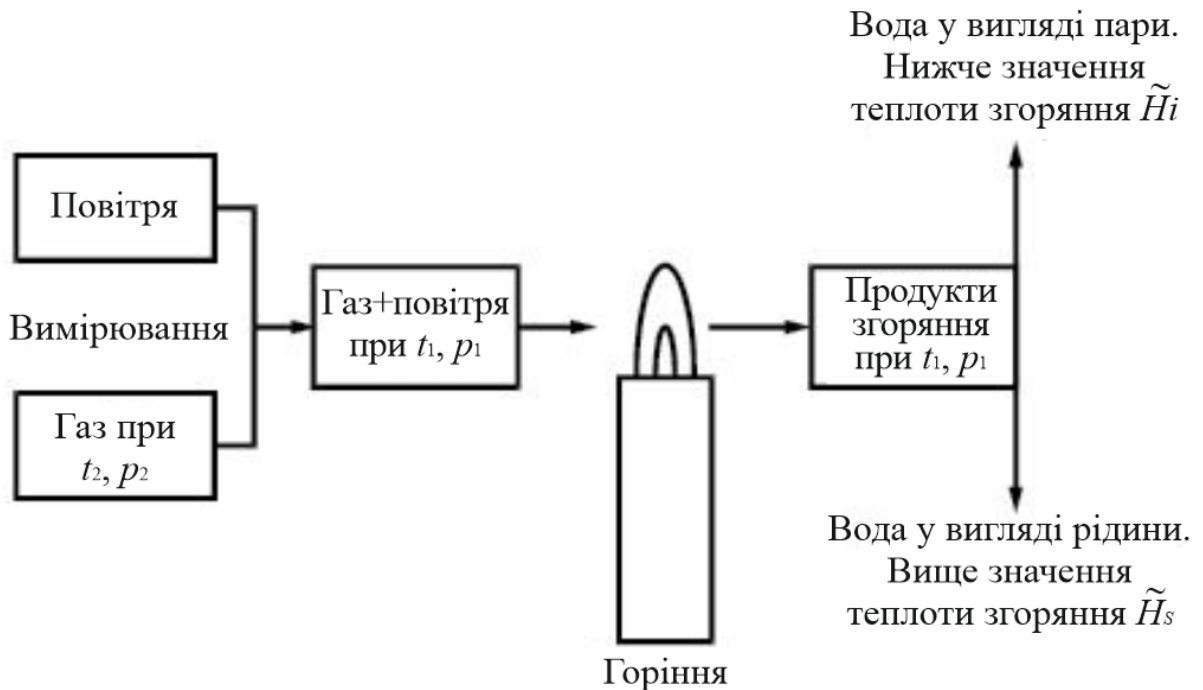 Вода у вигляді пари.
Нижче значення
теплоти згоряння H̃i
Повітря
Вимірювання
Газ при
t₂, p₂
Газ+повітря
при t₁, p₁
Горіння
Продукти
згоряння
при t₁, p₁
Вода у вигляді рідини.
Вище значення
теплоти згоряння H̃s